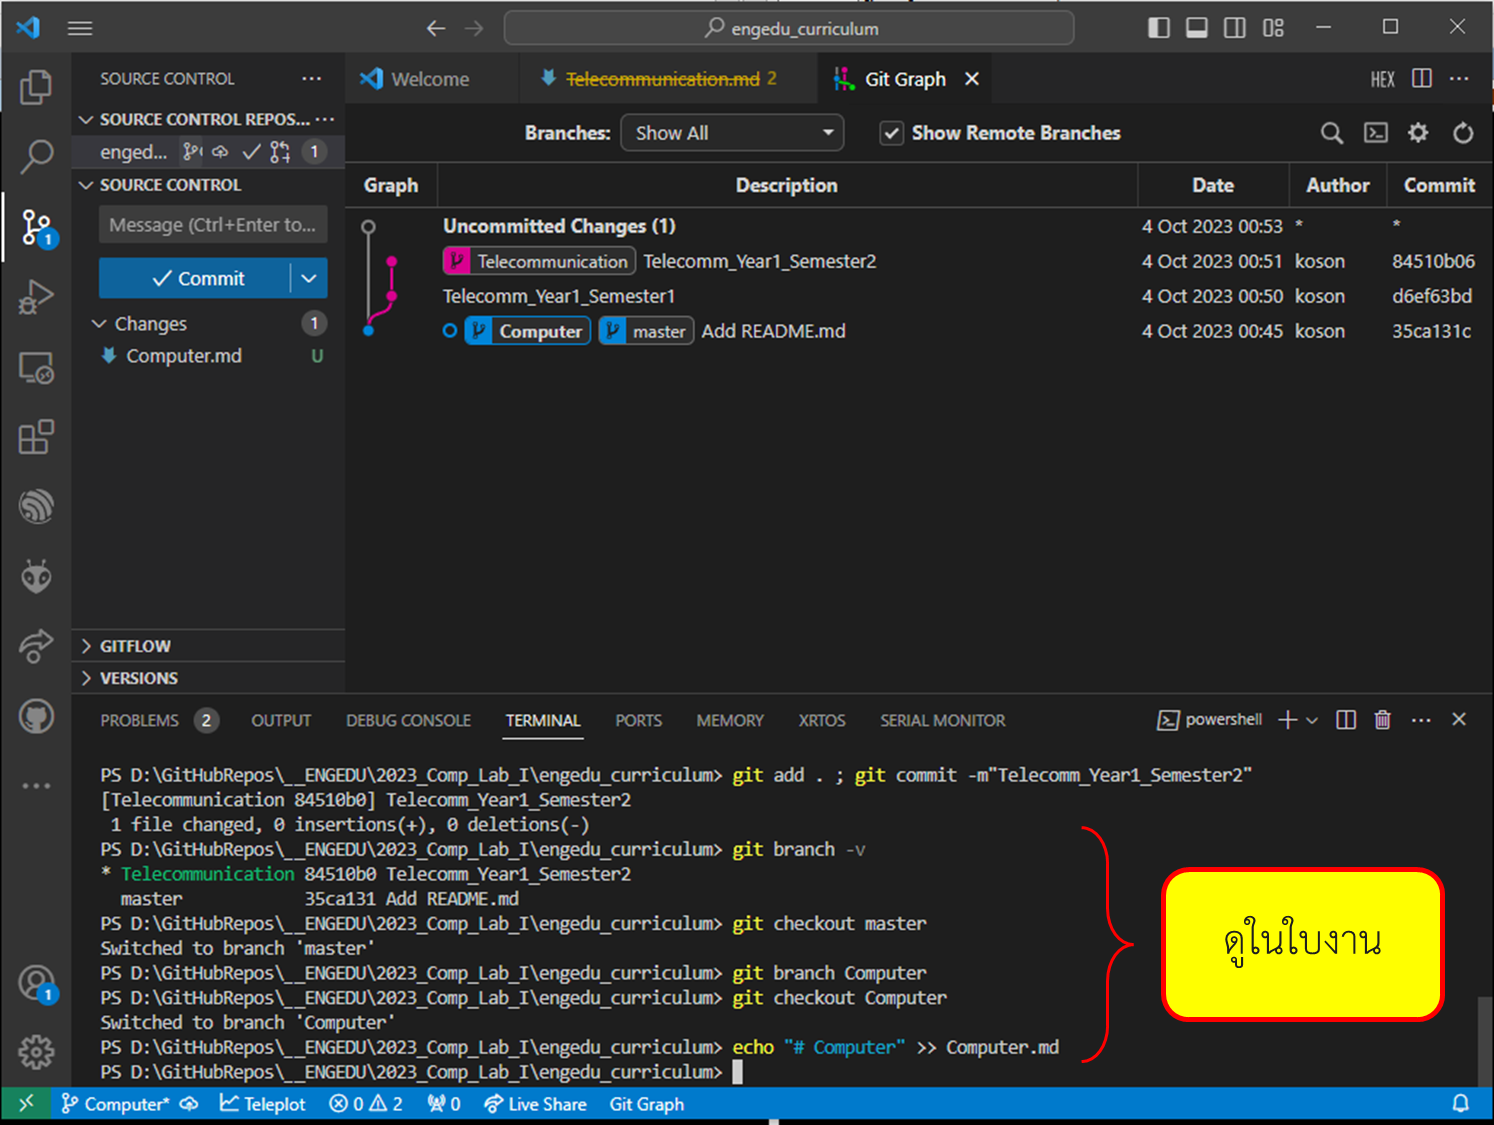 engedu_curriculum
SOURCE CONTROL
Welcome
Telecommunication.md 2
Git Graph
HEX
SOURCE CONTROL REPOS...
enged... 1
SOURCE CONTROL
Message (Ctrl+Enter to...
Commit
Changes 1
Computer.md U
Branches: Show All Show Remote Branches
Graph Description Date Author Commit
Uncommitted Changes (1) 4 Oct 2023 00:53 * *
Telecommunication Telecomm_Year1_Semester2 4 Oct 2023 00:51 koson 84510b06
Telecomm_Year1_Semester1 4 Oct 2023 00:50 koson d6ef63bd
Computer master Add README.md 4 Oct 2023 00:45 koson 35ca131c
1
GITFLOW
VERSIONS
PROBLEMS 2 OUTPUT DEBUG CONSOLE TERMINAL PORTS MEMORY XRTOS SERIAL MONITOR powershell
PS D:\GitHubRepos\__ENGEDU\2023_Comp_Lab_I\engedu_curriculum> git add . ; git commit -m"Telecomm_Year1_Semester2"
[Telecommunication 84510b0] Telecomm_Year1_Semester2
1 file changed, 0 insertions(+), 0 deletions(-)
PS D:\GitHubRepos\__ENGEDU\2023_Comp_Lab_I\engedu_curriculum> git branch -v
* Telecommunication 84510b0 Telecomm_Year1_Semester2
master 35ca131 Add README.md
PS D:\GitHubRepos\__ENGEDU\2023_Comp_Lab_I\engedu_curriculum> git checkout master
Switched to branch 'master'
PS D:\GitHubRepos\__ENGEDU\2023_Comp_Lab_I\engedu_curriculum> git branch Computer
PS D:\GitHubRepos\__ENGEDU\2023_Comp_Lab_I\engedu_curriculum> git checkout Computer
Switched to branch 'Computer'
PS D:\GitHubRepos\__ENGEDU\2023_Comp_Lab_I\engedu_curriculum> echo "# Computer" >> Computer.md
PS D:\GitHubRepos\__ENGEDU\2023_Comp_Lab_I\engedu_curriculum>
ดูในใบงาน
1
Computer* Teleplot 0 2 0 Live Share Git Graph